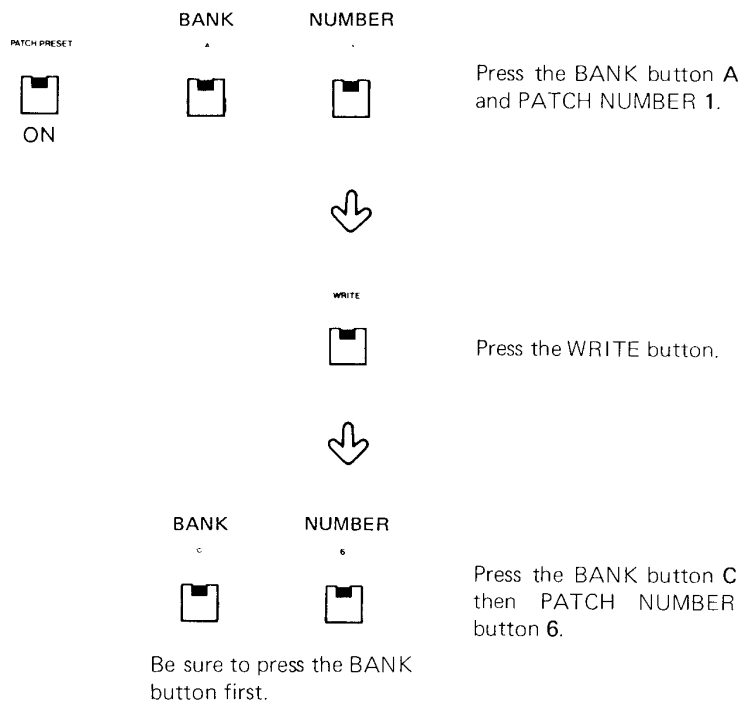 BANK NUMBER
PATCH PRESET
A
ON
Press the BANK button A
and PATCH NUMBER 1.
WRITE
Press the WRITE button.
BANK NUMBER
C 6
Press the BANK button C
then PATCH NUMBER
button 6.
Be sure to press the BANK
button first.